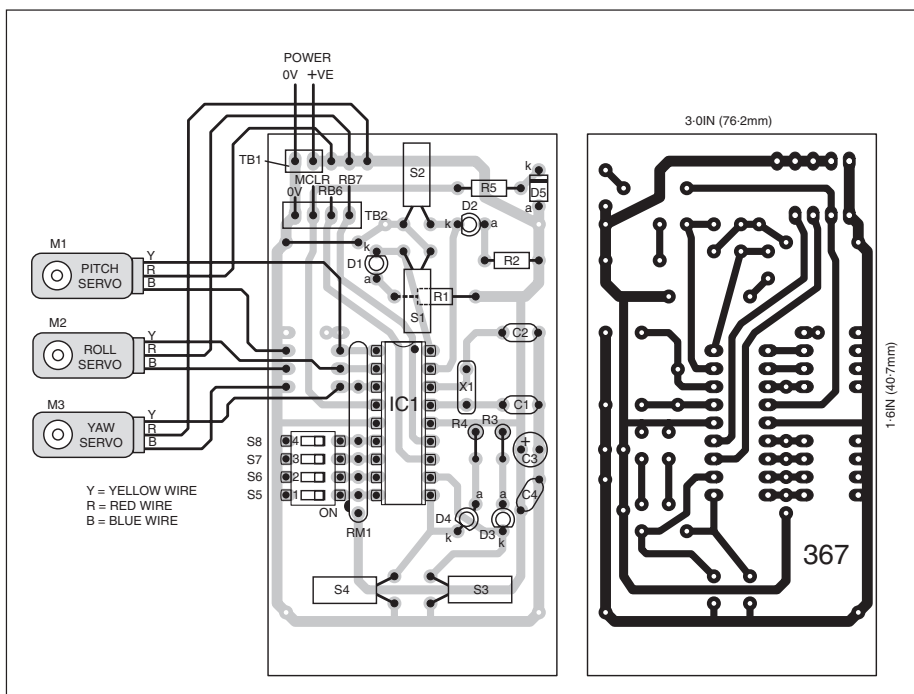 POWER
0V +VE
TB1
MCLR RB7
0V RB6
TB2
S2
R5
k
D5
a
D2
k a
R2
k
D1
a
R1
S1
M1
PITCH
SERVO
Y
R
B
M2
ROLL
SERVO
Y
R
B
M3
YAW
SERVO
Y
R
B
Y = YELLOW WIRE
R = RED WIRE
B = BLUE WIRE
C2
X1
IC1
C1
R4 R3
+
C3
C4
S8 4
S7 3
S6 2
S5 1
ON
RM1
a a
D4 D3
k k
S4
S3
3·0IN (76·2mm)
1·6IN (40·7mm)
367